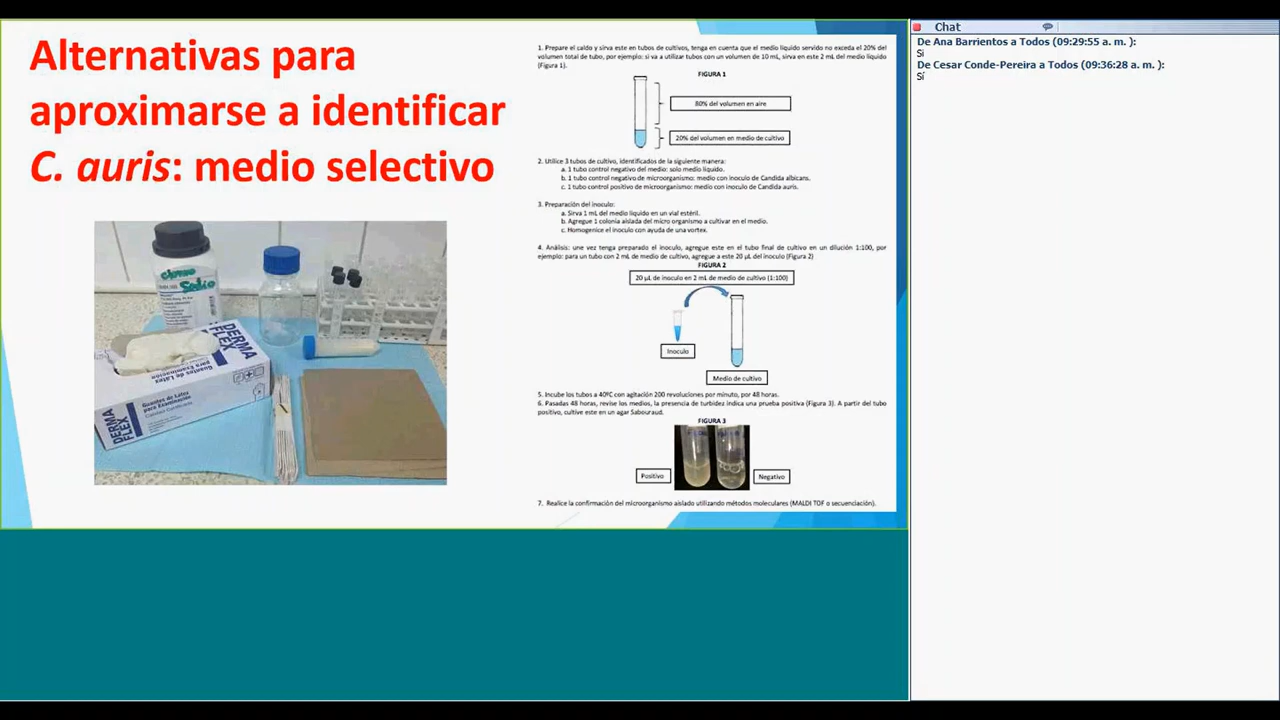 Alternativas para
aproximarse a identificar
C. auris: medio selectivo
Cloruro
Sodio
DERMA
FLEX
Guantes de Látex
para Examinación
DERMA
FLEX
Guantes de Látex
para Examinación
1. Prepare el caldo y sirva este en tubos de cultivos, tenga en cuenta que el medio líquido servido no exceda el 20% del
volumen total de tubo, por ejemplo: si va a utilizar tubos con un volumen de 10 mL, sirva en este 2 mL del medio líquido
(Figura 1).
FIGURA 1
80% del volumen en aire
20% del volumen en medio de cultivo
2. Utilice 3 tubos de cultivo, identificados de la siguiente manera:
a. 1 tubo control negativo del medio: solo medio líquido.
b. 1 tubo control negativo de microorganismo: medio con inoculo de Candida albicans.
c. 1 tubo control positivo de microorganismo: medio con inoculo de Candida auris.
3. Preparación del inoculo:
a. Sirva 1 mL del medio líquido en un vial estéril.
b. Agregue 1 colonia aislada del micro organismo a cultivar en el medio.
c. Homogenice el inoculo con ayuda de una vortex.
4. Análisis: une vez tenga preparado el inoculo, agregue este en el tubo final de cultivo en un dilución 1:100, por
ejemplo: para un tubo con 2 mL de medio de cultivo, agregue a este 20 µL del inoculo (Figura 2)
FIGURA 2
20 µL de inoculo en 2 mL de medio de cultivo (1:100)
Inoculo
Medio de cultivo
5. Incube los tubos a 40ºC con agitación 200 revoluciones por minuto, por 48 horas.
6. Pasadas 48 horas, revise los medios, la presencia de turbidez indica una prueba positiva (Figura 3). A partir del tubo
positivo, cultive este en un agar Sabouraud.
FIGURA 3
Positivo
Negativo
7. Realice la confirmación del microorganismo aislado utilizando métodos moleculares (MALDI TOF o secuenciación).
Chat
De Ana Barrientos a Todos (09:29:55 a. m. ):
Si
De Cesar Conde-Pereira a Todos (09:36:28 a. m. ):
Sí